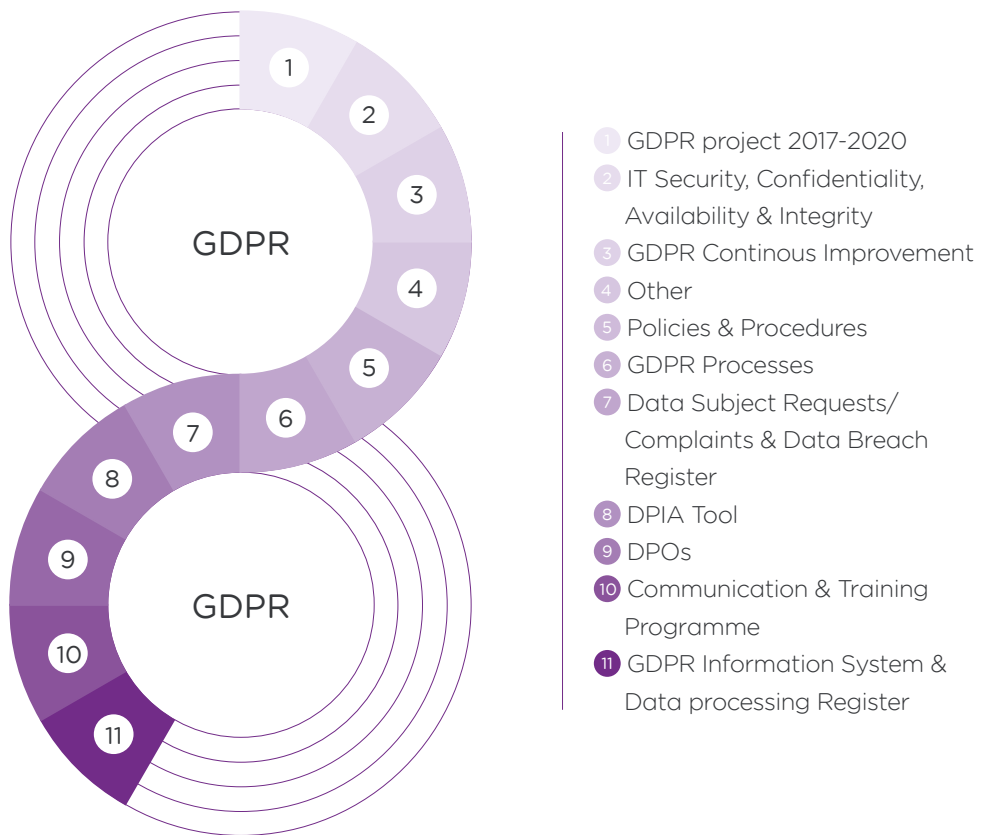 1
2
3
GDPR
4
5
6
7
8
9
GDPR
10
11
1 GDPR project 2017-2020
2 IT Security, Confidentiality,
Availability & Integrity
3 GDPR Continous Improvement
4 Other
5 Policies & Procedures
6 GDPR Processes
7 Data Subject Requests/
Complaints & Data Breach
Register
8 DPIA Tool
9 DPOs
10 Communication & Training
Programme
11 GDPR Information System &
Data processing Register